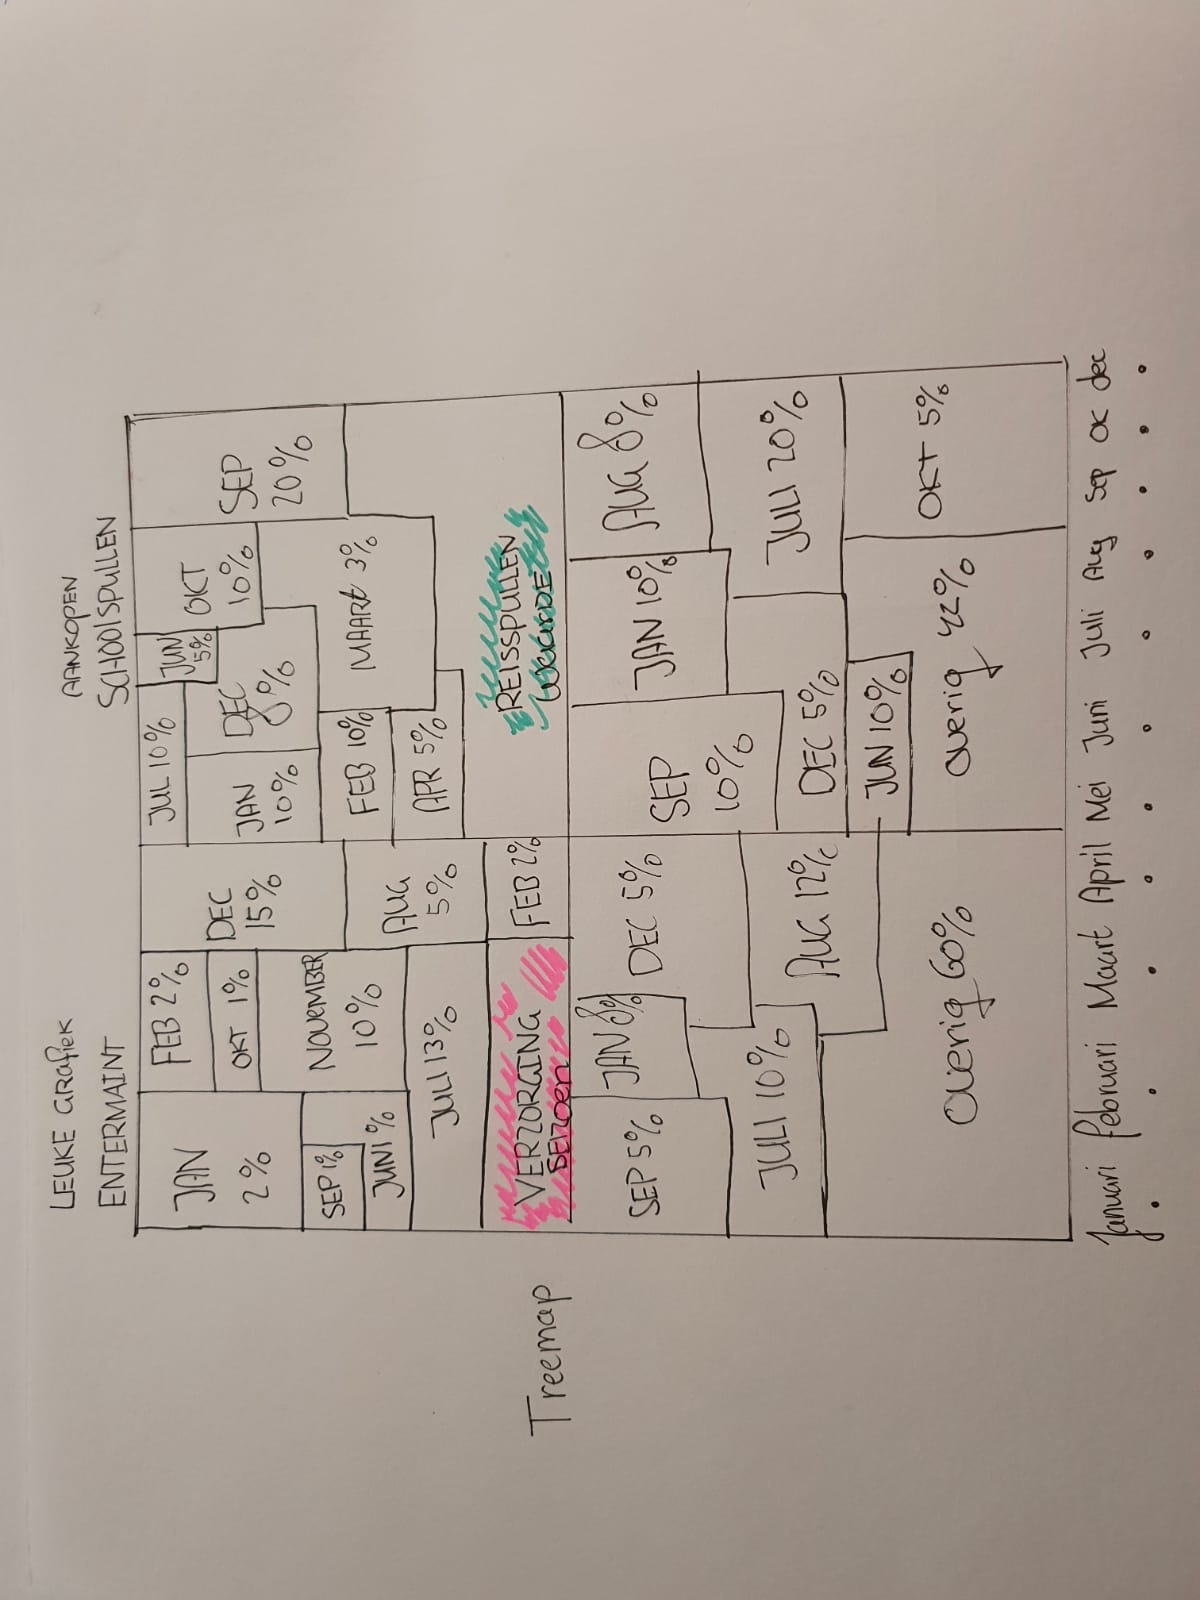 LEUKE GRAFIEK
ENTERMAINT
AANKOPEN
SCHOOLSPULLEN
JAN
2%
FEB 2%
OKT 1%
NOVEMBER
10%
SEP 1%
JUN 1%
JULI 13%
DEC
15%
AUG
5%
FEB 2%
JUL 10%
JUN
5%
OKT
10%
SEP
20%
JAN
10%
DEC
8%
MAART 3%
FEB 10%
APR 5%
Treemap
VERZORGING
REISSPULLEN
SEP 5%
JAN 8%
DEC 5%
JULI 10%
AUG 12%
Overig 60%
SEP
10%
JAN 10%
AUG 8%
DEC 5%
JULI 20%
JUN 10%
Overig 42%
OKT 5%
Januari Februari Maart April Mei Juni Juli Aug Sep oc dec